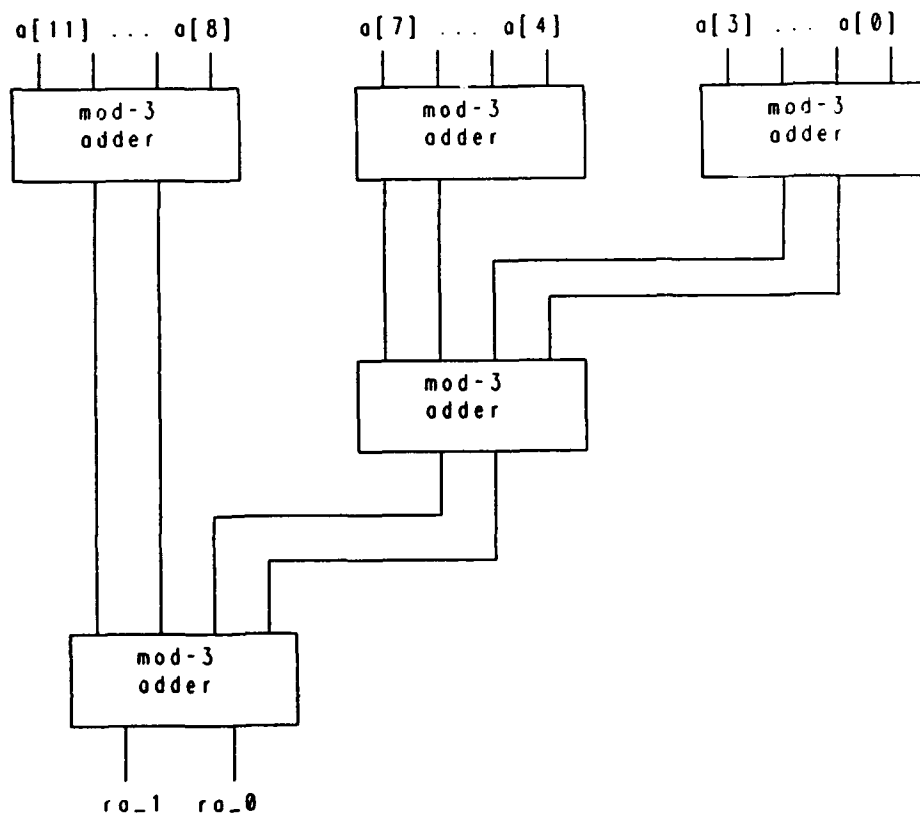 a[11] ... a[8]
a[7] ... a[4]
a[3] ... a[0]
mod-3
adder
mod-3
adder
mod-3
adder
mod-3
adder
mod-3
adder
ra_1 ra_0